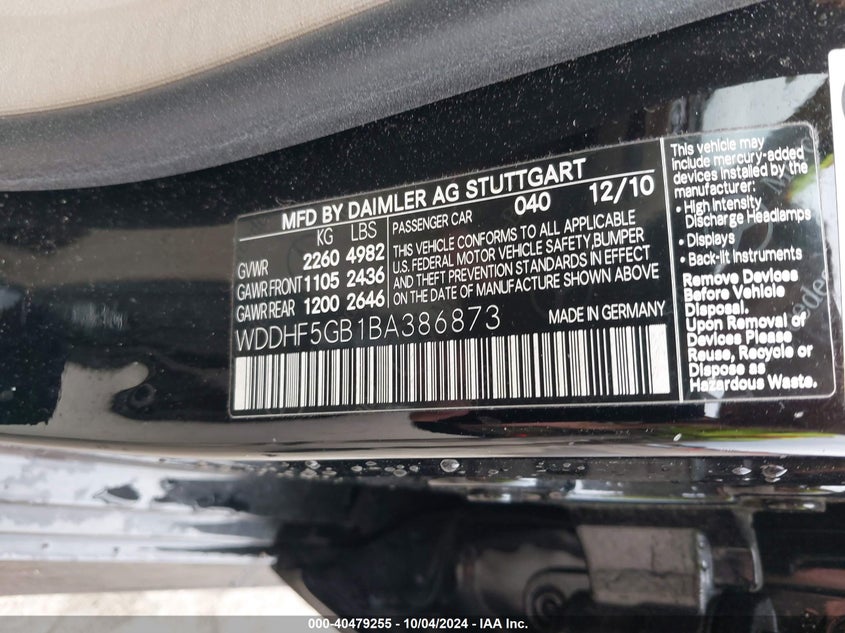 MFD BY DAIMLER AG STUTTGART
KG LBS
GVWR 2260 4982
GAWR FRONT 1105 2436
GAWR REAR 1200 2646
PASSENGER CAR 040 12/10
THIS VEHICLE CONFORMS TO ALL APPLICABLE
U.S. FEDERAL MOTOR VEHICLE SAFETY, BUMPER
AND THEFT PREVENTION STANDARDS IN EFFECT
ON THE DATE OF MANUFACTURE SHOWN ABOVE
WDDHF5GB1BA386873 MADE IN GERMANY
This vehicle may
include mercury-added
devices installed by the
manufacturer:
• High Intensity
Discharge Headlamps
• Displays
• Back-lit Instruments
Remove Devices
Before Vehicle
Disposal.
Upon Removal of
Devices Please
Reuse, Recycle or
Dispose as
Hazardous Waste.
000-40479255 - 10/04/2024 - IAA Inc.